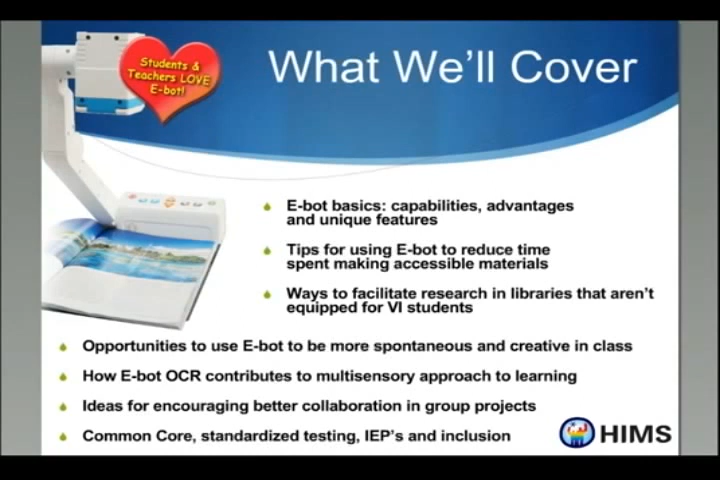 Students &
Teachers LOVE
E-bot!
What We'll Cover
E-bot basics: capabilities, advantages
and unique features
Tips for using E-bot to reduce time
spent making accessible materials
Ways to facilitate research in libraries that aren't
equipped for VI students
Opportunities to use E-bot to be more spontaneous and creative in class
How E-bot OCR contributes to multisensory approach to learning
Ideas for encouraging better collaboration in group projects
Common Core, standardized testing, IEP's and inclusion
HIMS